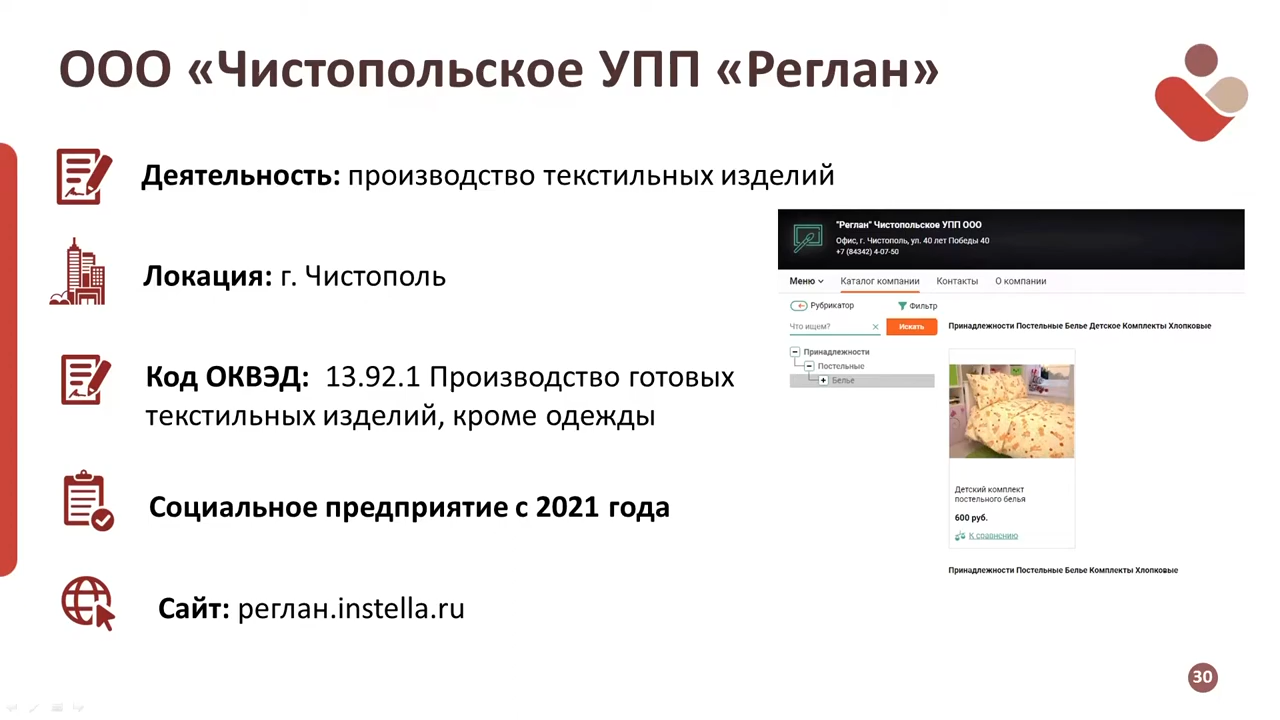 ООО «Чистопольское УПП «Реглан»
Деятельность: производство текстильных изделий
Локация: г. Чистополь
Код ОКВЭД: 13.92.1 Производство готовых
текстильных изделий, кроме одежды
Социальное предприятие с 2021 года
Сайт: реглан.instella.ru
"Реглан" Чистопольское УПП ООО
Офис, г. Чистополь, ул. 40 лет Победы 40
+7 (84342) 4-07-50
Меню Каталог компании Контакты О компании
Рубрикатор Фильтр
Что ищем? Искать
Принадлежности
Постельные
Белье
Принадлежности Постельные Белье Детское Комплекты Хлопковые
Детский комплект
постельного белья
600 руб.
К сравнению
Принадлежности Постельные Белье Комплекты Хлопковые
30